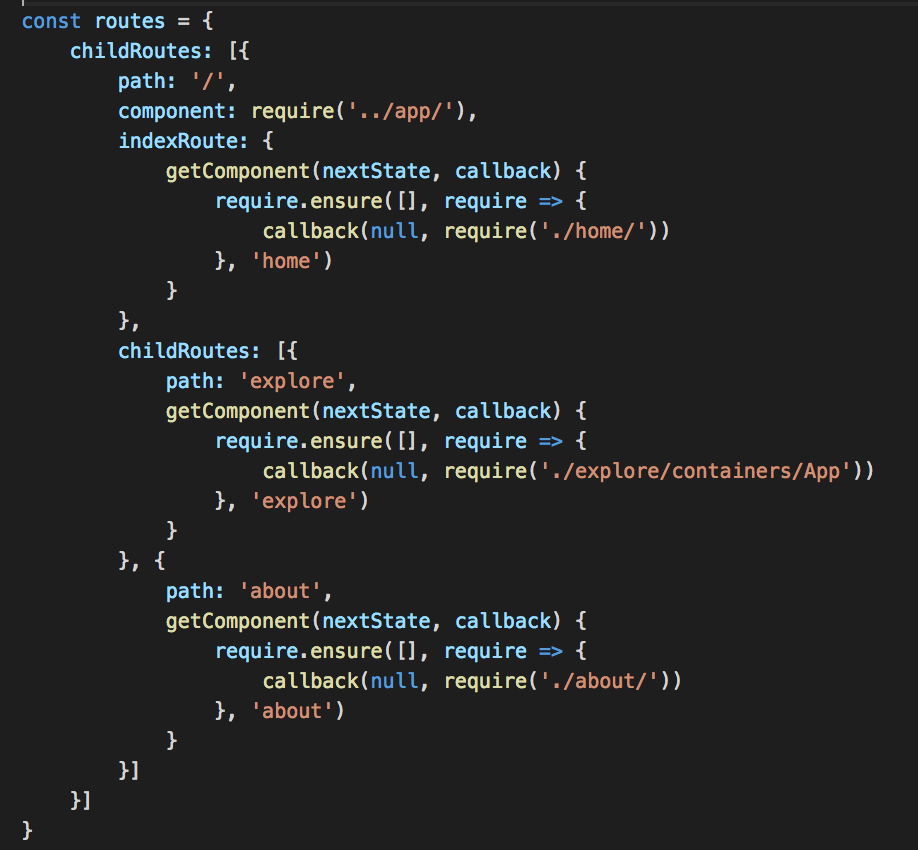 const routes = {
    childRoutes: [{
        path: '/',
        component: require('../app/'),
        indexRoute: {
            getComponent(nextState, callback) {
                require.ensure([], require => {
                    callback(null, require('./home/'))
                }, 'home')
            }
        },
        childRoutes: [{
            path: 'explore',
            getComponent(nextState, callback) {
                require.ensure([], require => {
                    callback(null, require('./explore/containers/App'))
                }, 'explore')
            }
        }, {
            path: 'about',
            getComponent(nextState, callback) {
                require.ensure([], require => {
                    callback(null, require('./about/'))
                }, 'about')
            }
        }]
    }]
}